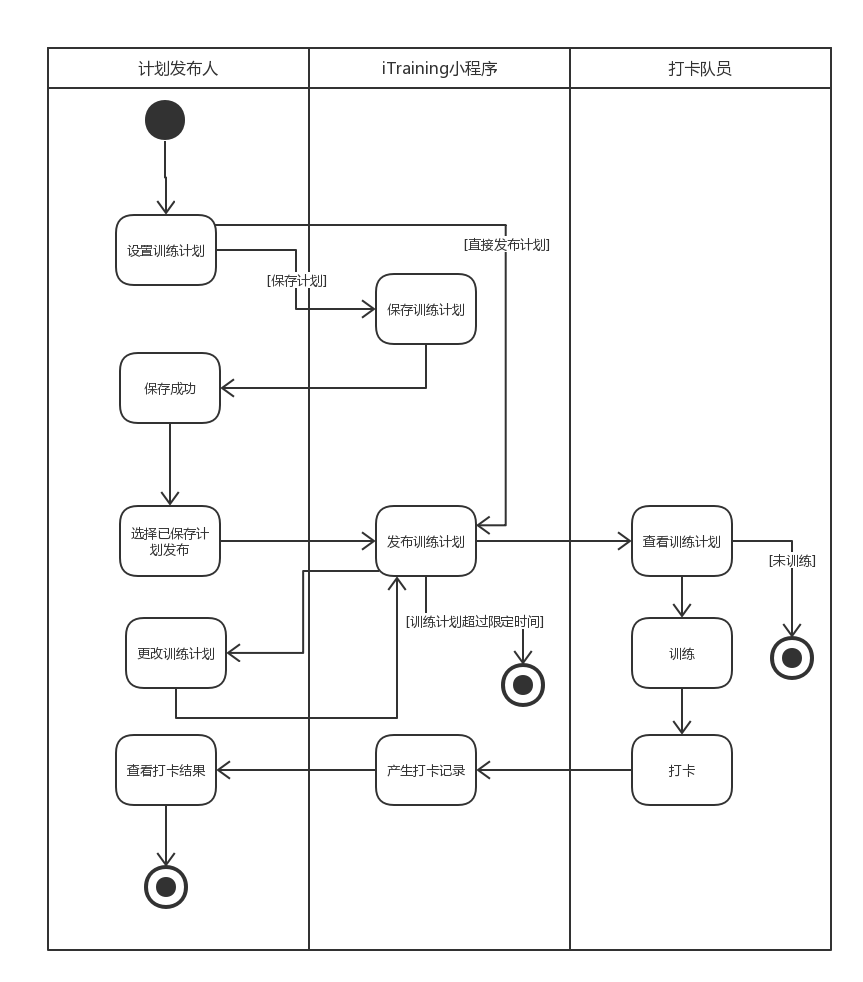 计划发布人
iTraining小程序
打卡队员
设置训练计划
[直接发布计划]
[保存计划]
保存训练计划
保存成功
选择已保存计
划发布
发布训练计划
查看训练计划
[未训练]
[训练计划超过限定时间]
更改训练计划
训练
查看打卡结果
产生打卡记录
打卡